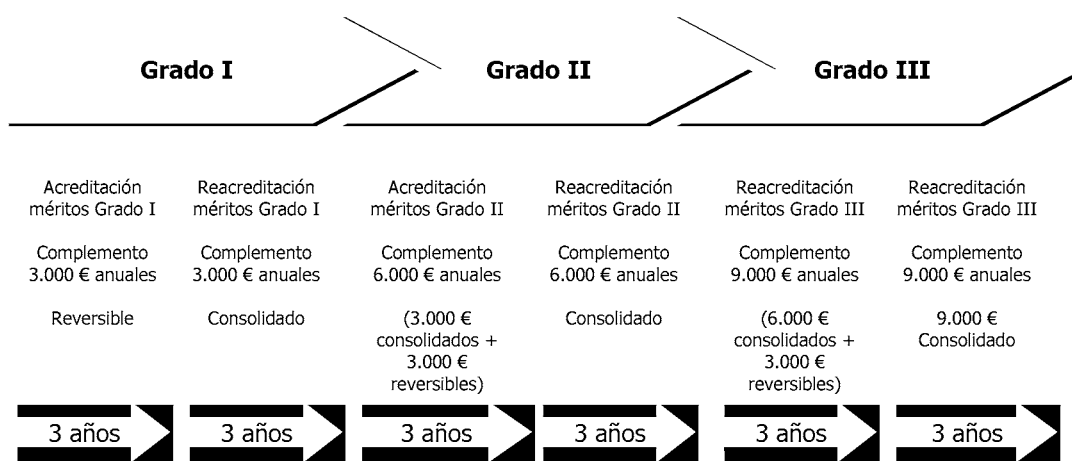 Grado I
Grado II
Grado III
Acreditación
méritos Grado I
Complemento
3.000 € anuales
Reversible
Reacreditación
méritos Grado I
Complemento
3.000 € anuales
Consolidado
Acreditación
méritos Grado II
Complemento
6.000 € anuales
(3.000 €
consolidados +
3.000 €
reversibles)
Reacreditación
méritos Grado II
Complemento
6.000 € anuales
Consolidado
Reacreditación
méritos Grado III
Complemento
9.000 € anuales
(6.000 €
consolidados +
3.000 €
reversibles)
Reacreditación
méritos Grado III
Complemento
9.000 € anuales
9.000 €
Consolidado
3 años
3 años
3 años
3 años
3 años
3 años